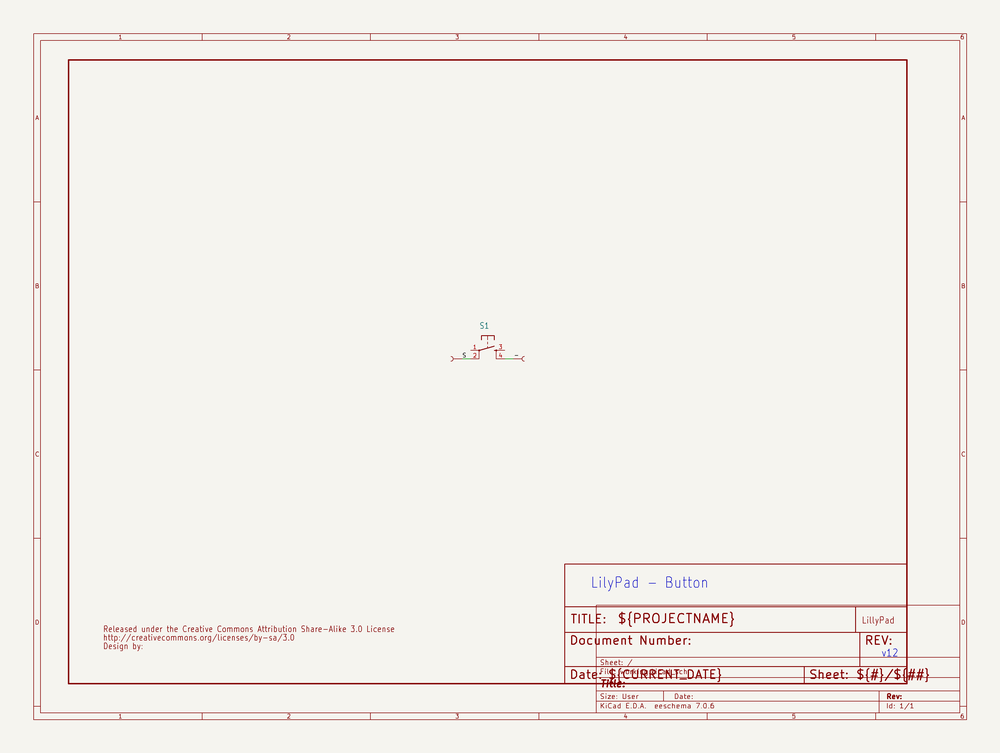 1 2 3 4 5 6
A A
B B
S1
1 3
S 2 4 -
C C
LilyPad - Button
TITLE: ${PROJECTNAME}
LillyPad
D D
Released under the Creative Commons Attribution Share-Alike 3.0 License
http://creativecommons.org/licenses/by-sa/3.0
Design by:
Document Number:
REV:
v12
Sheet: /
Date: ${CURRENT_DATE}
Sheet: ${#}/${##}
Title:
Size: User
Date:
Rev:
KiCad E.D.A. eeschema 7.0.6
Id: 1/1
1 2 3 4 5 6